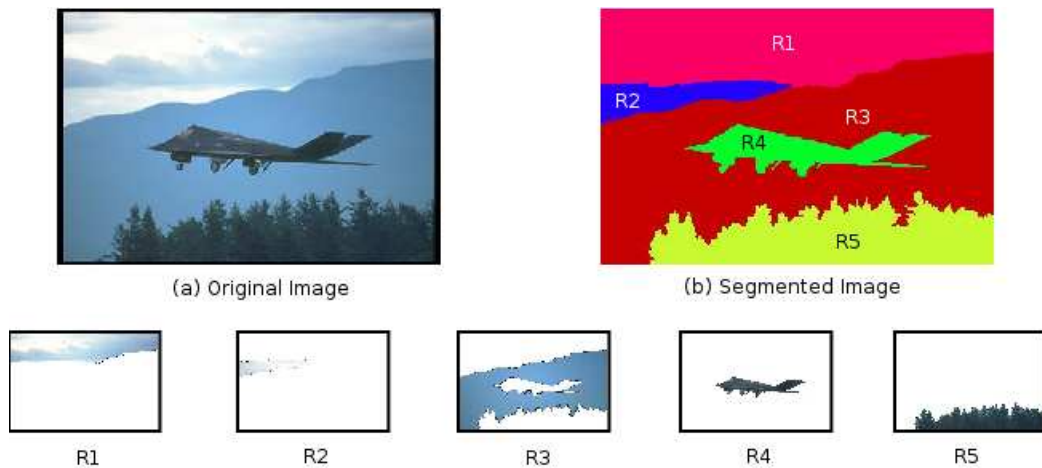 R1
R2
R3
R4
R5
(a) Original Image
(b) Segmented Image
R1
R2
R3
R4
R5